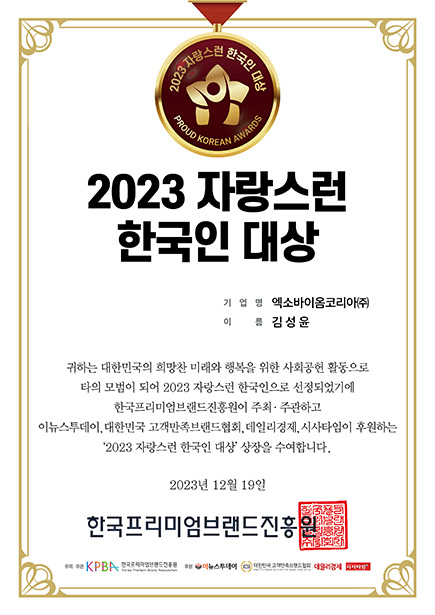 2023 자랑스런 한국인 대상
PROUD KOREAN AWARDS
2023 자랑스런
한국인 대상
기 업 명 엑소바이옴코리아㈜
이 름 김 성 윤
귀하는 대한민국의 희망찬 미래와 행복을 위한 사회공헌 활동으로
타의 모범이 되어 2023 자랑스런 한국인으로 선정되었기에
한국프리미엄브랜드진흥원이 주최·주관하고
이뉴스투데이, 대한민국 고객만족브랜드협회, 데일리경제, 시사타임이 후원하는
‘2023 자랑스런 한국인 대상’ 상장을 수여합니다.
2023년 12월 19일
한국프리미엄브랜드진흥원
주최 주관 KPBA 한국프리미엄브랜드진흥원 Korea Premium Brand Association 후원 이뉴스투데이 대한민국 고객만족브랜드협회 데일리경제 시사타임